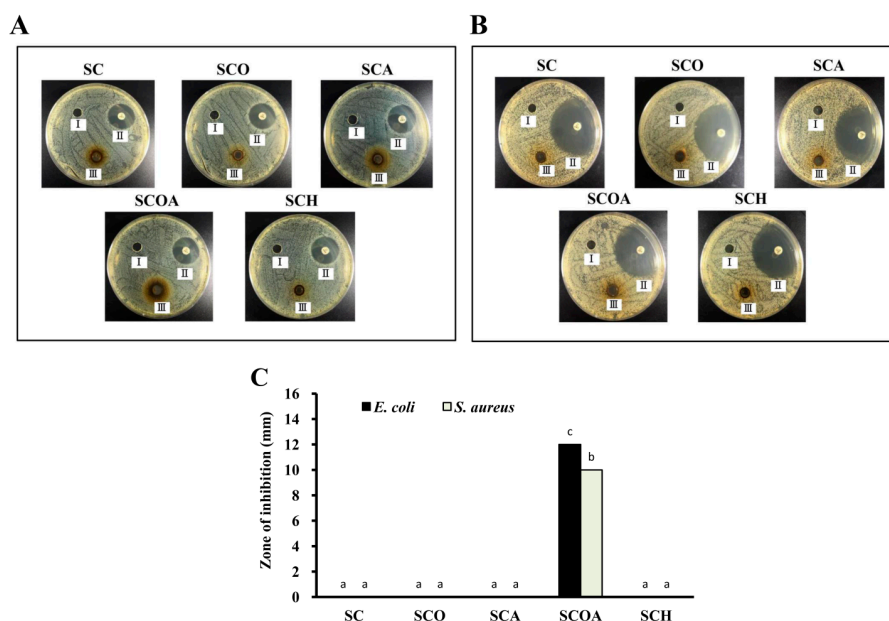 A
SC SCO SCA
I II III
I II III
I II III
SCOA SCH
I II III
I II III
B
SC SCO SCA
I II III
I II III
I II III
SCOA SCH
I II III
I II III
C
Zone of inhibition (mm)
16
14
12
10
8
6
4
2
0
E. coli S. aureus
a a a a a a c b a a
SC SCO SCA SCOA SCH